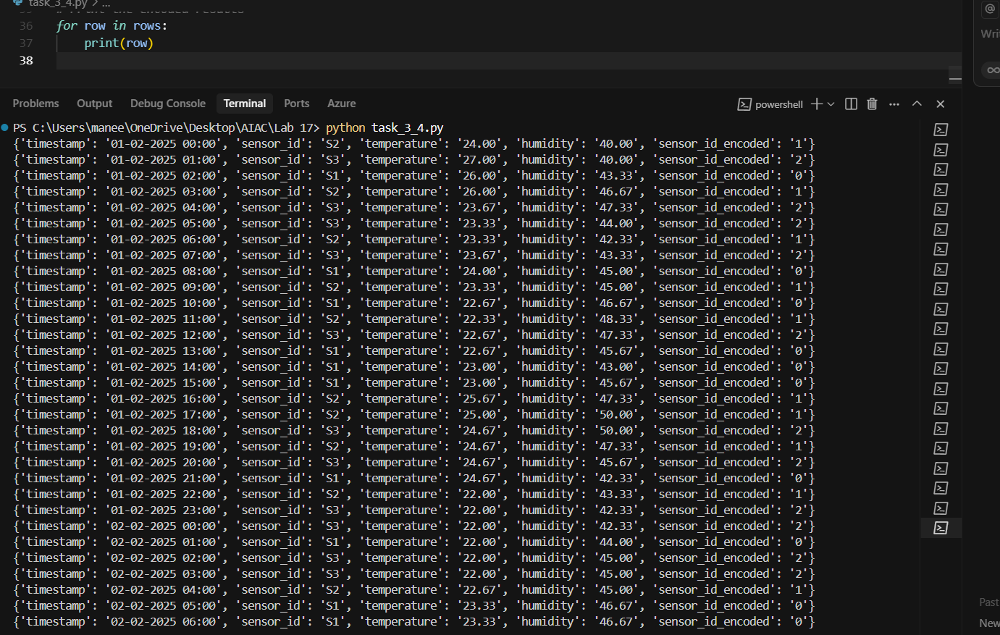 task_3_4.py > ...
36 for row in rows:
37 print(row)
38
Problems Output Debug Console Terminal Ports Azure powershell
PS C:\Users\manee\OneDrive\Desktop\AIAC\Lab 17> python task_3_4.py
{'timestamp': '01-02-2025 00:00', 'sensor_id': 'S2', 'temperature': '24.00', 'humidity': '40.00', 'sensor_id_encoded': '1'}
{'timestamp': '01-02-2025 01:00', 'sensor_id': 'S3', 'temperature': '27.00', 'humidity': '40.00', 'sensor_id_encoded': '2'}
{'timestamp': '01-02-2025 02:00', 'sensor_id': 'S1', 'temperature': '26.00', 'humidity': '43.33', 'sensor_id_encoded': '0'}
{'timestamp': '01-02-2025 03:00', 'sensor_id': 'S2', 'temperature': '26.00', 'humidity': '46.67', 'sensor_id_encoded': '1'}
{'timestamp': '01-02-2025 04:00', 'sensor_id': 'S3', 'temperature': '23.67', 'humidity': '47.33', 'sensor_id_encoded': '2'}
{'timestamp': '01-02-2025 05:00', 'sensor_id': 'S3', 'temperature': '23.33', 'humidity': '44.00', 'sensor_id_encoded': '2'}
{'timestamp': '01-02-2025 06:00', 'sensor_id': 'S2', 'temperature': '23.33', 'humidity': '42.33', 'sensor_id_encoded': '1'}
{'timestamp': '01-02-2025 07:00', 'sensor_id': 'S3', 'temperature': '23.67', 'humidity': '43.33', 'sensor_id_encoded': '2'}
{'timestamp': '01-02-2025 08:00', 'sensor_id': 'S1', 'temperature': '24.00', 'humidity': '45.00', 'sensor_id_encoded': '0'}
{'timestamp': '01-02-2025 09:00', 'sensor_id': 'S2', 'temperature': '23.33', 'humidity': '45.00', 'sensor_id_encoded': '1'}
{'timestamp': '01-02-2025 10:00', 'sensor_id': 'S1', 'temperature': '22.67', 'humidity': '46.67', 'sensor_id_encoded': '0'}
{'timestamp': '01-02-2025 11:00', 'sensor_id': 'S2', 'temperature': '22.33', 'humidity': '48.33', 'sensor_id_encoded': '1'}
{'timestamp': '01-02-2025 12:00', 'sensor_id': 'S3', 'temperature': '22.67', 'humidity': '47.33', 'sensor_id_encoded': '2'}
{'timestamp': '01-02-2025 13:00', 'sensor_id': 'S1', 'temperature': '22.67', 'humidity': '45.67', 'sensor_id_encoded': '0'}
{'timestamp': '01-02-2025 14:00', 'sensor_id': 'S1', 'temperature': '23.00', 'humidity': '43.00', 'sensor_id_encoded': '0'}
{'timestamp': '01-02-2025 15:00', 'sensor_id': 'S1', 'temperature': '23.00', 'humidity': '45.67', 'sensor_id_encoded': '0'}
{'timestamp': '01-02-2025 16:00', 'sensor_id': 'S2', 'temperature': '25.67', 'humidity': '47.33', 'sensor_id_encoded': '1'}
{'timestamp': '01-02-2025 17:00', 'sensor_id': 'S2', 'temperature': '25.00', 'humidity': '50.00', 'sensor_id_encoded': '1'}
{'timestamp': '01-02-2025 18:00', 'sensor_id': 'S3', 'temperature': '24.67', 'humidity': '50.00', 'sensor_id_encoded': '2'}
{'timestamp': '01-02-2025 19:00', 'sensor_id': 'S2', 'temperature': '24.67', 'humidity': '47.33', 'sensor_id_encoded': '1'}
{'timestamp': '01-02-2025 20:00', 'sensor_id': 'S3', 'temperature': '24.67', 'humidity': '45.67', 'sensor_id_encoded': '2'}
{'timestamp': '01-02-2025 21:00', 'sensor_id': 'S1', 'temperature': '24.67', 'humidity': '42.33', 'sensor_id_encoded': '0'}
{'timestamp': '01-02-2025 22:00', 'sensor_id': 'S2', 'temperature': '22.00', 'humidity': '43.33', 'sensor_id_encoded': '1'}
{'timestamp': '01-02-2025 23:00', 'sensor_id': 'S3', 'temperature': '22.00', 'humidity': '42.33', 'sensor_id_encoded': '2'}
{'timestamp': '02-02-2025 00:00', 'sensor_id': 'S3', 'temperature': '22.00', 'humidity': '42.33', 'sensor_id_encoded': '2'}
{'timestamp': '02-02-2025 01:00', 'sensor_id': 'S1', 'temperature': '22.00', 'humidity': '44.00', 'sensor_id_encoded': '0'}
{'timestamp': '02-02-2025 02:00', 'sensor_id': 'S3', 'temperature': '22.00', 'humidity': '45.00', 'sensor_id_encoded': '2'}
{'timestamp': '02-02-2025 03:00', 'sensor_id': 'S3', 'temperature': '22.00', 'humidity': '45.00', 'sensor_id_encoded': '2'}
{'timestamp': '02-02-2025 04:00', 'sensor_id': 'S2', 'temperature': '22.67', 'humidity': '45.00', 'sensor_id_encoded': '1'}
{'timestamp': '02-02-2025 05:00', 'sensor_id': 'S1', 'temperature': '23.33', 'humidity': '46.67', 'sensor_id_encoded': '0'}
{'timestamp': '02-02-2025 06:00', 'sensor_id': 'S1', 'temperature': '23.33', 'humidity': '46.67', 'sensor_id_encoded': '0'}
@
Wri
Past
New